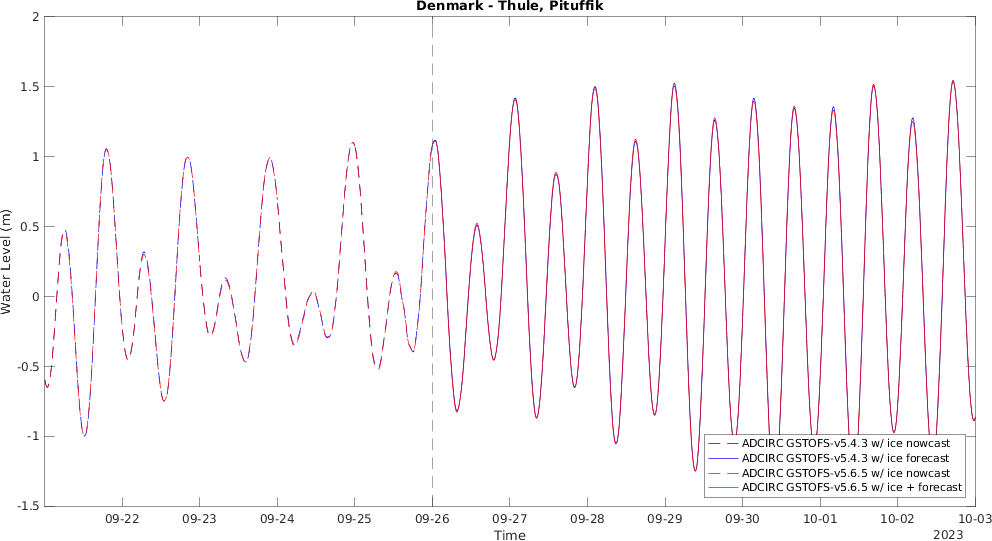 Denmark - Thule, Pituffik
2
1.5
1
0.5
0
-0.5
-1
-1.5
Water Level (m)
ADCIRC GSTOFS-v5.4.3 w/ ice nowcast
ADCIRC GSTOFS-v5.4.3 w/ ice forecast
ADCIRC GSTOFS-v5.6.5 w/ ice nowcast
ADCIRC GSTOFS-v5.6.5 w/ ice + forecast
09-22 09-23 09-24 09-25 09-26 09-27 09-28 09-29 09-30 10-01 10-02 10-03
Time
2023